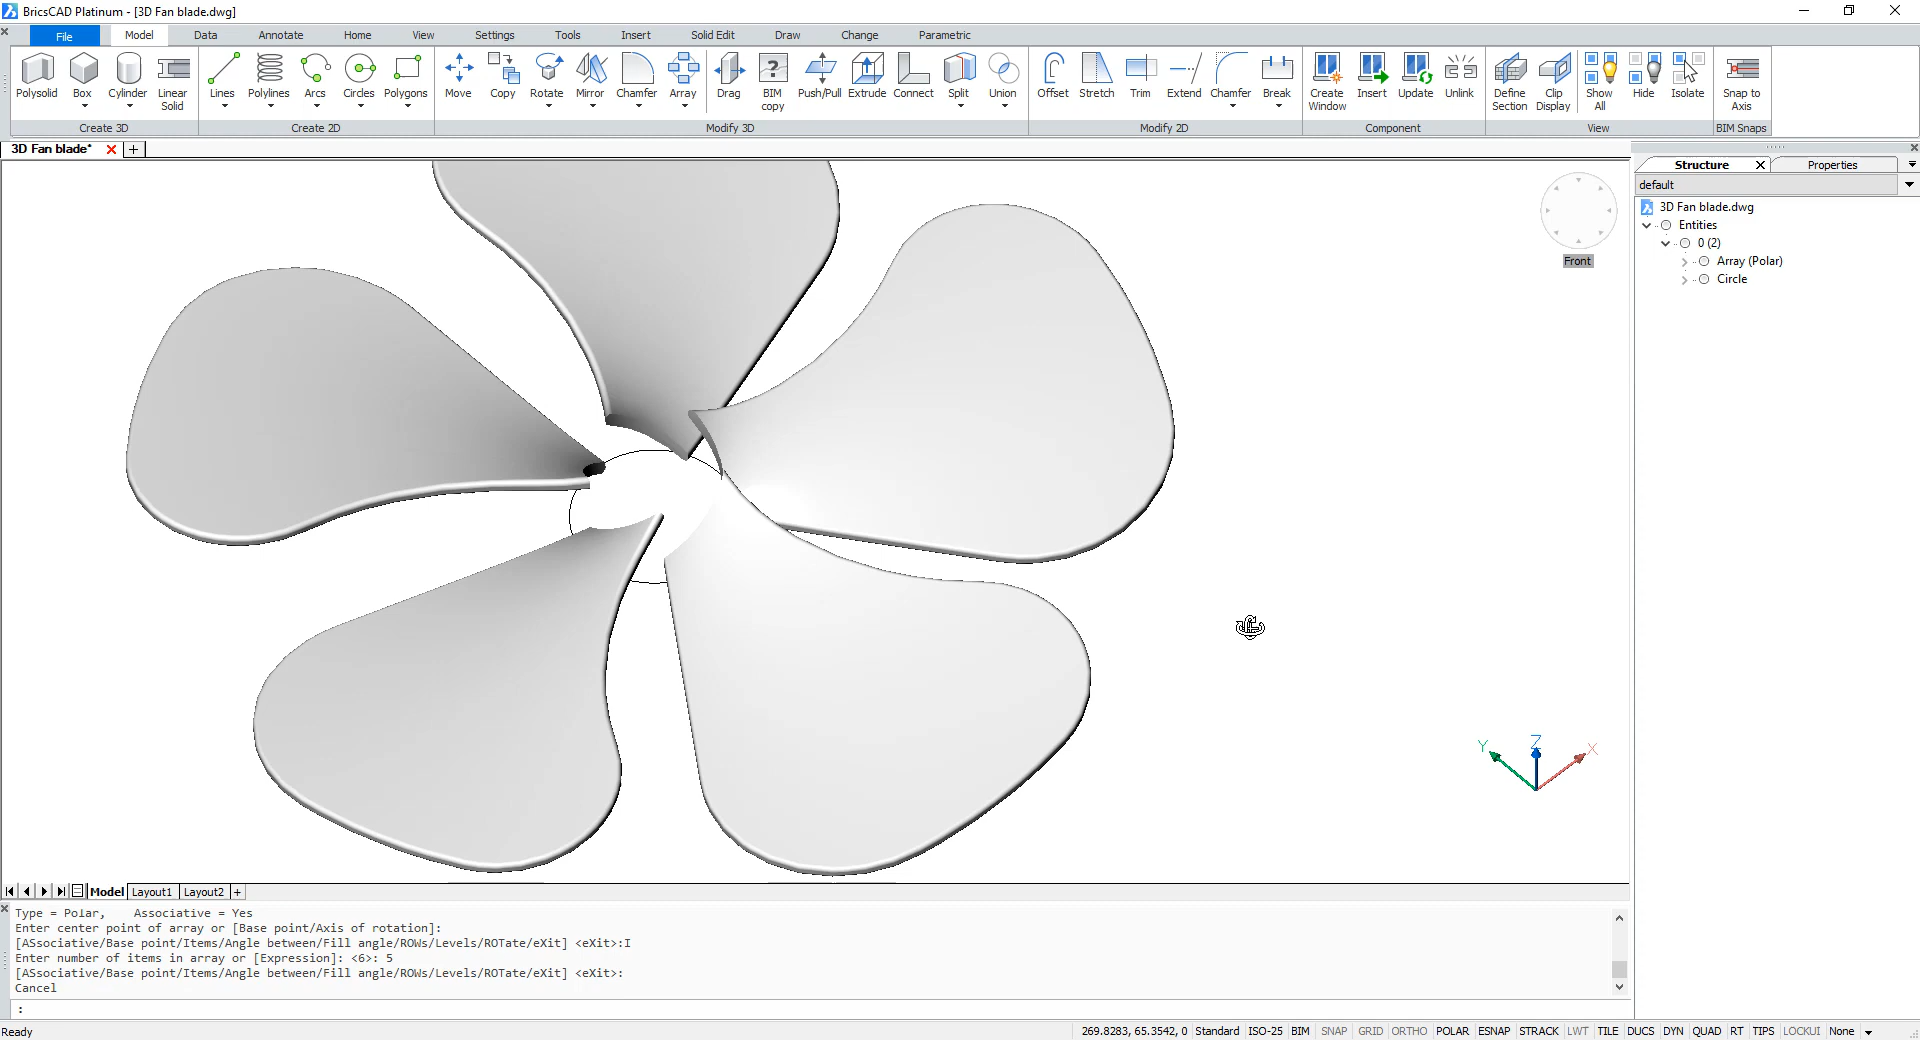 BricsCAD Platinum - [3D Fan blade.dwg]
File Model Data Annotate Home View Settings Tools Insert Solid Edit Draw Change Parametric
Polysolid Box Cylinder Linear Solid Lines Polylines Arcs Circles Polygons Move Copy Rotate Mirror Chamfer Array Drag BIM copy Push/Pull Extrude Connect Split Union Offset Stretch Trim Extend Chamfer Break Create Window Insert Update Unlink Define Section Clip Display Show All Hide Isolate Snap to Axis
Create 3D Create 2D Modify 3D Modify 2D Component View BIM Snaps
3D Fan blade*
Structure Properties
default
3D Fan blade.dwg
Entities
0 (2)
Array (Polar)
Circle
Front
Y Z X
Model Layout1 Layout2 +
Type = Polar, Associative = Yes
Enter center point of array or [Base point/Axis of rotation]:
[ASsociative/Base point/Items/Angle between/Fill angle/ROWs/Levels/ROTate/eXit] <eXit>:I
Enter number of items in array or [Expression]: <6>: 5
[ASsociative/Base point/Items/Angle between/Fill angle/ROWs/Levels/ROTate/eXit] <eXit>:
Cancel
:
Ready 269.8283, 65.3542, 0 Standard ISO-25 BIM SNAP GRID ORTHO POLAR ESNAP STRACK LWT TILE DUCS DYN QUAD RT TIPS LOCKUI None